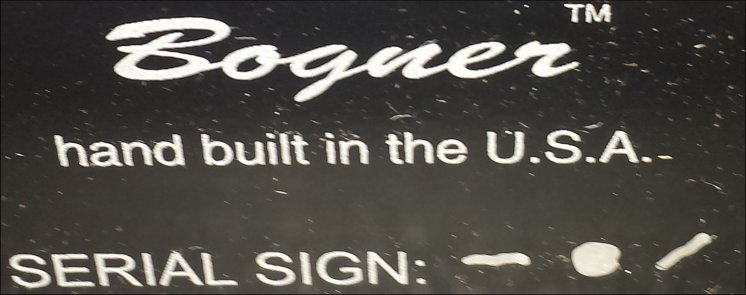 Bogner™
hand built in the U.S.A.
SERIAL SIGN: — ● /